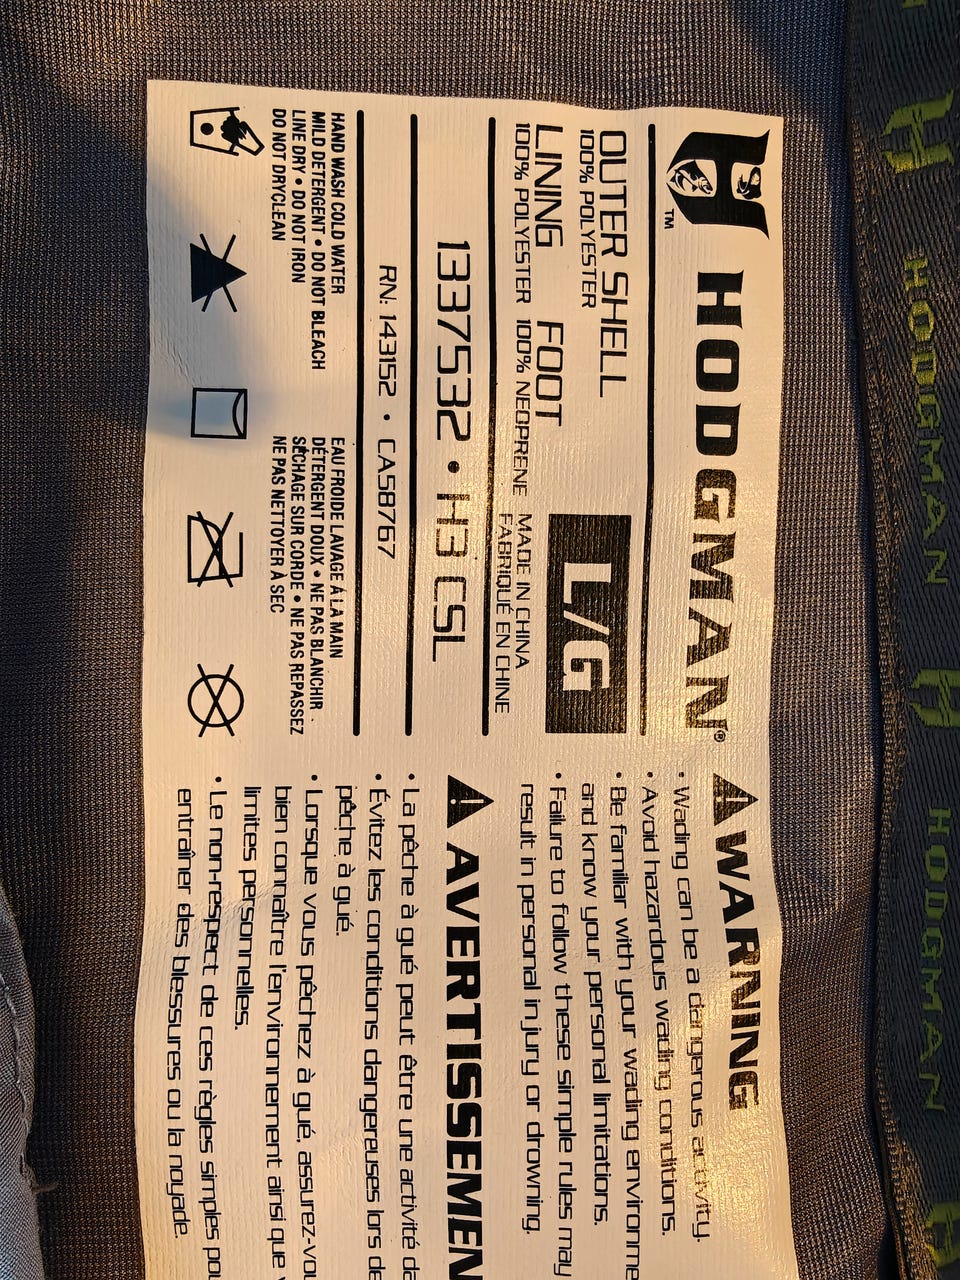 HODGMAN®
TM
OUTER SHELL
100% POLYESTER
LINING
100% POLYESTER
FOOT
100% NEOPRENE
L/G
MADE IN CHINA
FABRIQUÉ EN CHINE
1337532 • H3 CSL
RN: 143152 • CA58767
HAND WASH COLD WATER
MILD DETERGENT • DO NOT BLEACH
LINE DRY • DO NOT IRON
DO NOT DRYCLEAN
EAU FROIDE LAVAGE À LA MAIN
DÉTERGENT DOUX • NE PAS BLANCHIR
SÉCHAGE SUR CORDE • NE PAS REPASSEZ
NE PAS NETTOYER À SEC
WARNING
• Wading can be a dangerous activity.
• Avoid hazardous wading conditions.
• Be familiar with your wading environme
and know your personal limitations.
• Failure to follow these simple rules may
result in personal injury or drowning.
AVERTISSEMEN
• La pêche à gué peut être une activité da
• Évitez les conditions dangereuses lors de
pêche à gué.
• Lorsque vous pêchez à gué, assurez-vou
bien connaître l'environnement ainsi que
limites personnelles.
• Le non-respect de ces règles simples pou
entraîner des blessures ou la noyade.
HODGMAN
HODGMAN